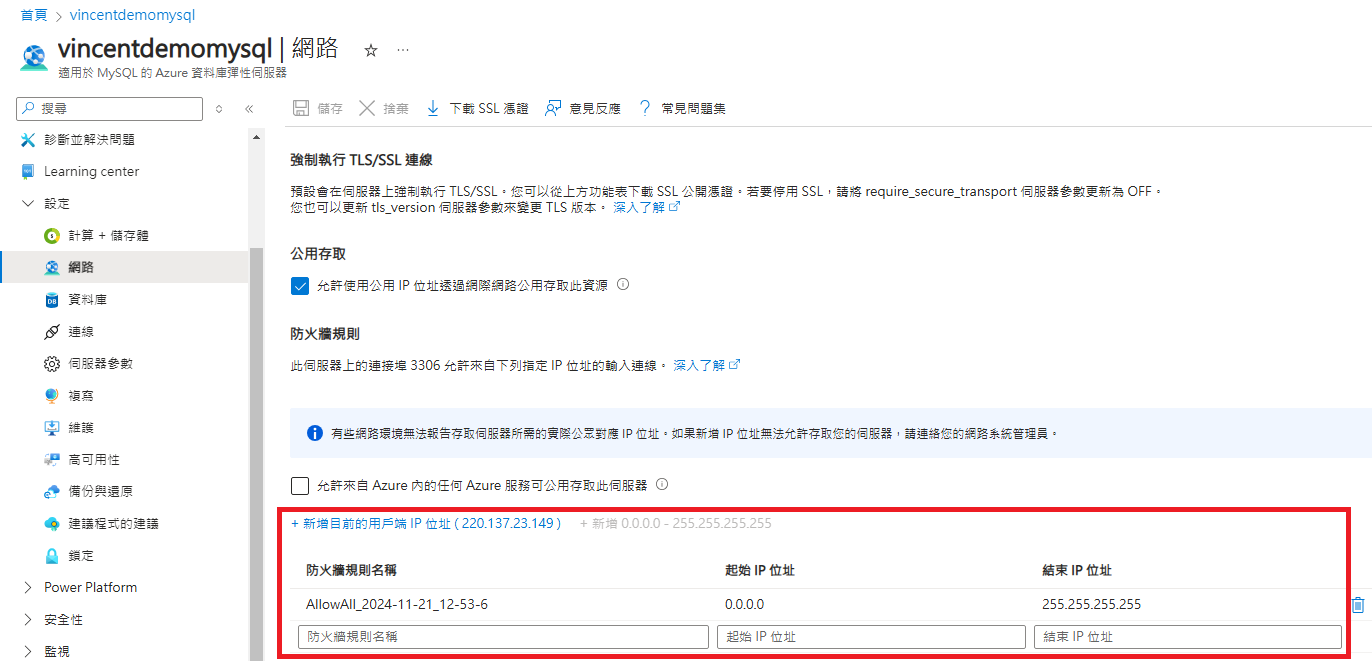 首頁 > vincentdemomysql
vincentdemomysql | 網路
適用於 MySQL 的 Azure 資料庫彈性伺服器
搜尋
儲存 捨棄 下載 SSL 憑證 意見反應 常見問題集
診斷並解決問題
Learning center
設定
計算 + 儲存體
網路
資料庫
連線
伺服器參數
複寫
維護
高可用性
備份與還原
建議程式的建議
鎖定
Power Platform
安全性
監視
強制執行 TLS/SSL 連線
預設會在伺服器上強制執行 TLS/SSL。您可以從上方功能表下載 SSL 公開憑證。若要停用 SSL，請將 require_secure_transport 伺服器參數更新為 OFF。
您也可以更新 tls_version 伺服器參數來變更 TLS 版本。 深入了解
公用存取
允許使用公用 IP 位址透過網際網路公用存取此資源
防火牆規則
此伺服器上的連接埠 3306 允許來自下列指定 IP 位址的輸入連線。 深入了解
有些網路環境無法報告存取伺服器所需的實際公眾對應 IP 位址。如果新增 IP 位址無法允許存取您的伺服器，請連絡您的網路系統管理員。
允許來自 Azure 內的任何 Azure 服務可公用存取此伺服器
+ 新增目前的用戶端 IP 位址 ( 220.137.23.149 ) + 新增 0.0.0.0 - 255.255.255.255
防火牆規則名稱 起始 IP 位址 結束 IP 位址
AllowAll_2024-11-21_12-53-6 0.0.0.0 255.255.255.255
防火牆規則名稱 起始 IP 位址 結束 IP 位址